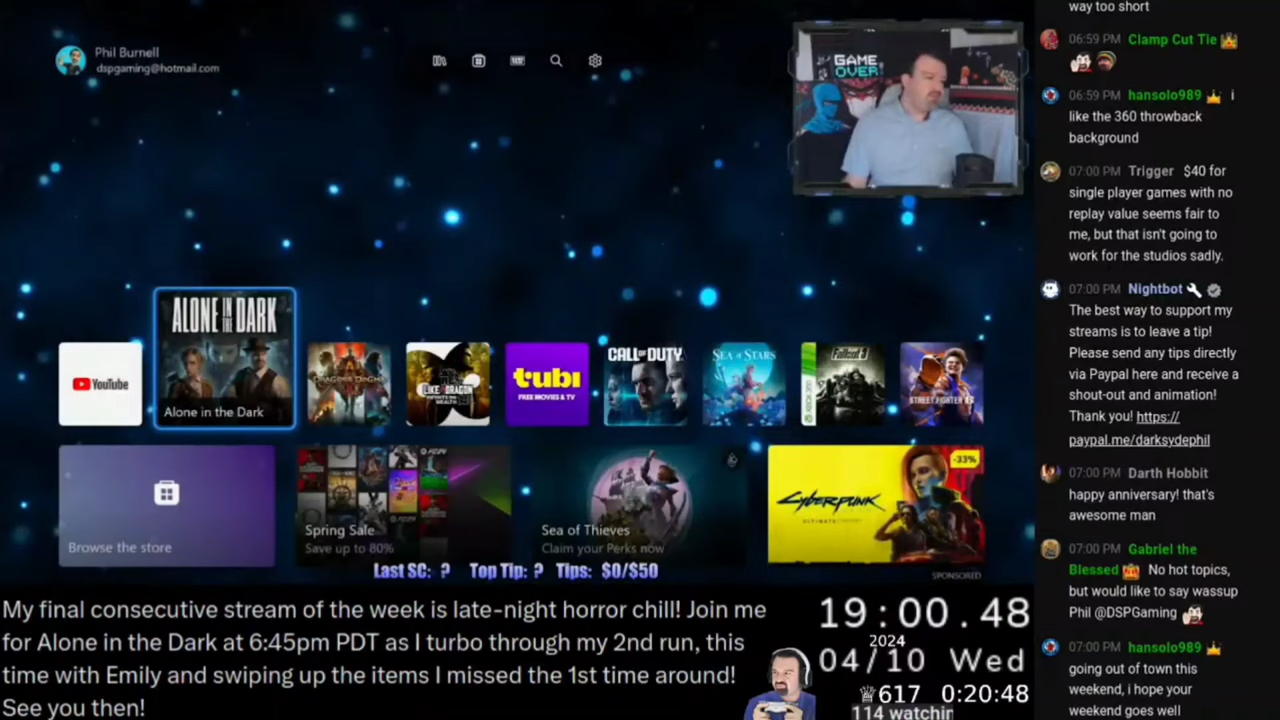 Phil Burnell
dspgaming@hotmail.com
GAME
OVER
YouTube
ALONE IN THE DARK
Alone in the Dark
LIKE A DRAGON
tubi
FREE MOVIES & TV
CALL OF DUTY
SEA OF STARS
XBOX 360
Fallout 3
STREET FIGHTER 6
Browse the store
Spring Sale
Save up to 80%
Sea of Thieves
Claim your Perks now
-33%
CYBERPUNK
SPONSORED
Last SC: ? Top Tip: ? Tips: $0/$50
My final consecutive stream of the week is late-night horror chill! Join me
for Alone in the Dark at 6:45pm PDT as I turbo through my 2nd run, this
time with Emily and swiping up the items I missed the 1st time around!
See you then!
19:00.48
2024
04/10 Wed
617 0:20:48
114 watchin
way too short
06:59 PM Clamp Cut Tie
06:59 PM hansolo989 i
like the 360 throwback
background
07:00 PM Trigger $40 for
single player games with no
replay value seems fair to
me, but that isn't going to
work for the studios sadly.
07:00 PM Nightbot
The best way to support my
streams is to leave a tip!
Please send any tips directly
via Paypal here and receive a
shout-out and animation!
Thank you! https://
paypal.me/darksydephil
07:00 PM Darth Hobbit
happy anniversary! that's
awesome man
07:00 PM Gabriel the
Blessed No hot topics,
but would like to say wassup
Phil @DSPGaming
07:00 PM hansolo989
going out of town this
weekend, i hope your
weekend goes well